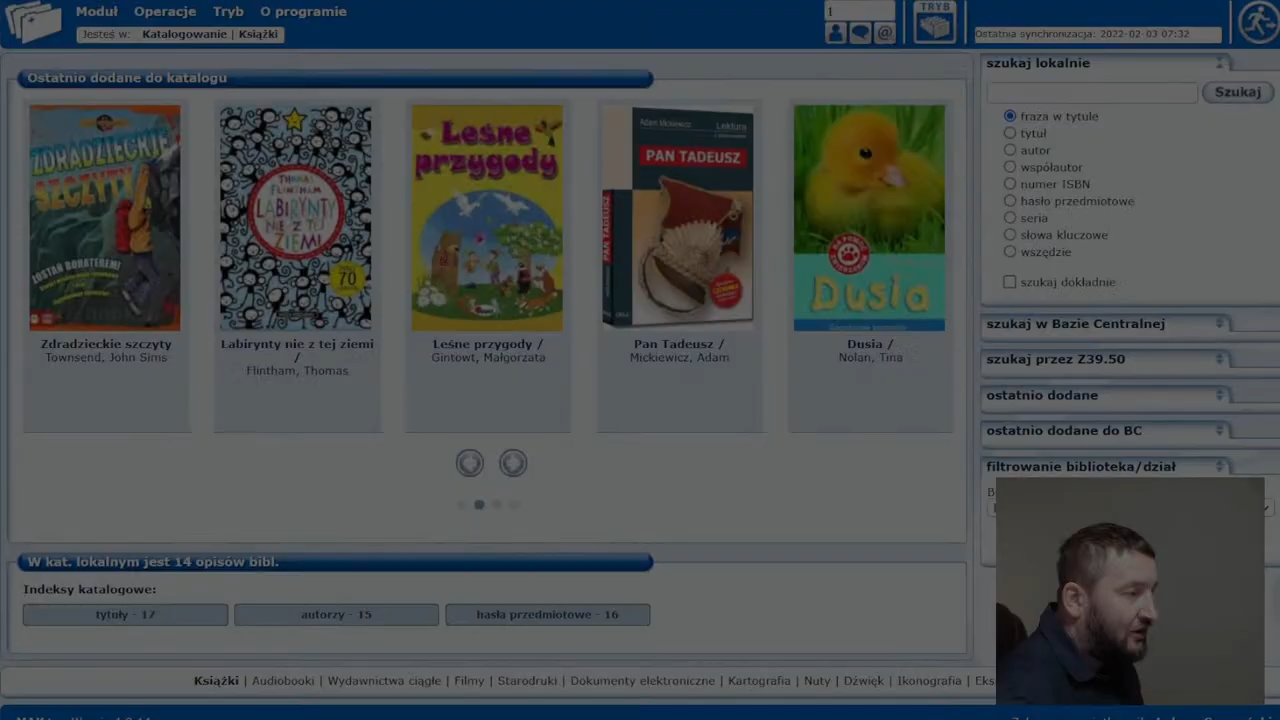 Moduł Operacje Tryb O programie
Jesteś w: Katalogowanie | Książki
1
TRYB
Ostatnia synchronizacja: 2022-02-03 07:32
Ostatnio dodane do katalogu
ZDRADZIECKIE SZCZYTY
ZOSTAŃ BOHATEREM!
THOMAS FLINTHAM
LABIRYNTY NIE Z TEJ ZIEMI
70
Leśne przygody
Adam Mickiewicz Lektura
PAN TADEUSZ
PAN TADEUSZ
NA POMOC
Dusia
Zdradzieckie szczyty
Townsend, John Sims
Labirynty nie z tej ziemi
/
Flintham, Thomas
Leśne przygody /
Gintowt, Małgorzata
Pan Tadeusz /
Mickiewicz, Adam
Dusia /
Nolan, Tina
W kat. lokalnym jest 14 opisów bibl.
Indeksy katalogowe:
tytuły - 17 autorzy - 15 hasła przedmiotowe - 16
szukaj lokalnie
Szukaj
fraza w tytule
tytuł
autor
współautor
numer ISBN
hasło przedmiotowe
seria
słowa kluczowe
wszędzie
szukaj dokładnie
szukaj w Bazie Centralnej
szukaj przez Z39.50
ostatnio dodane
ostatnio dodane do BC
filtrowanie biblioteka/dział
Książki | Audiobooki | Wydawnictwa ciągłe | Filmy | Starodruki | Dokumenty elektroniczne | Kartografia | Nuty | Dźwięk | Ikonografia | Eks